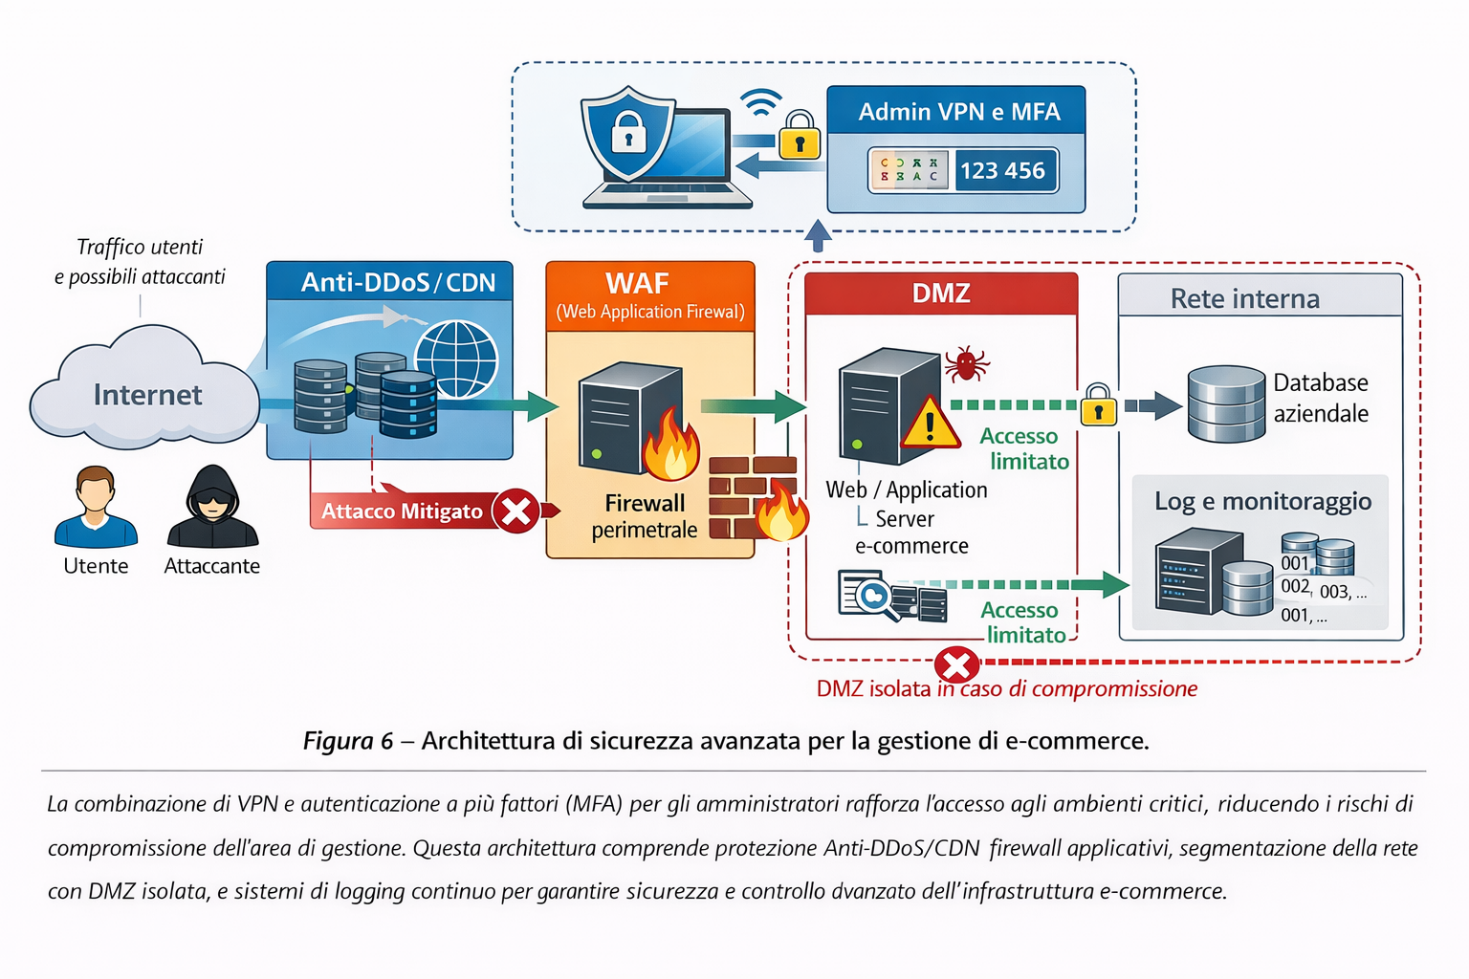 Admin VPN e MFA
123 456
Traffico utenti
e possibili attaccanti
Internet
Utente
Attaccante
Anti-DDoS/CDN
Attacco Mitigato
WAF
(Web Application Firewal)
Firewall
perimetrale
DMZ
Web / Application
Server
e-commerce
Accesso
limitato
Accesso
limitato
Rete interna
Database
aziendale
Log e monitoraggio
001
002, 003, ...
001, ...
DMZ isolata in caso di compromissione
Figura 6 – Architettura di sicurezza avanzata per la gestione di e-commerce.
La combinazione di VPN e autenticazione a più fattori (MFA) per gli amministratori rafforza l'accesso agli ambienti critici, riducendo i rischi di
compromissione dell'area di gestione. Questa architettura comprende protezione Anti-DDoS/CDN firewall applicativi, segmentazione della rete
con DMZ isolata, e sistemi di logging continuo per garantire sicurezza e controllo dvanzato dell'infrastruttura e-commerce.